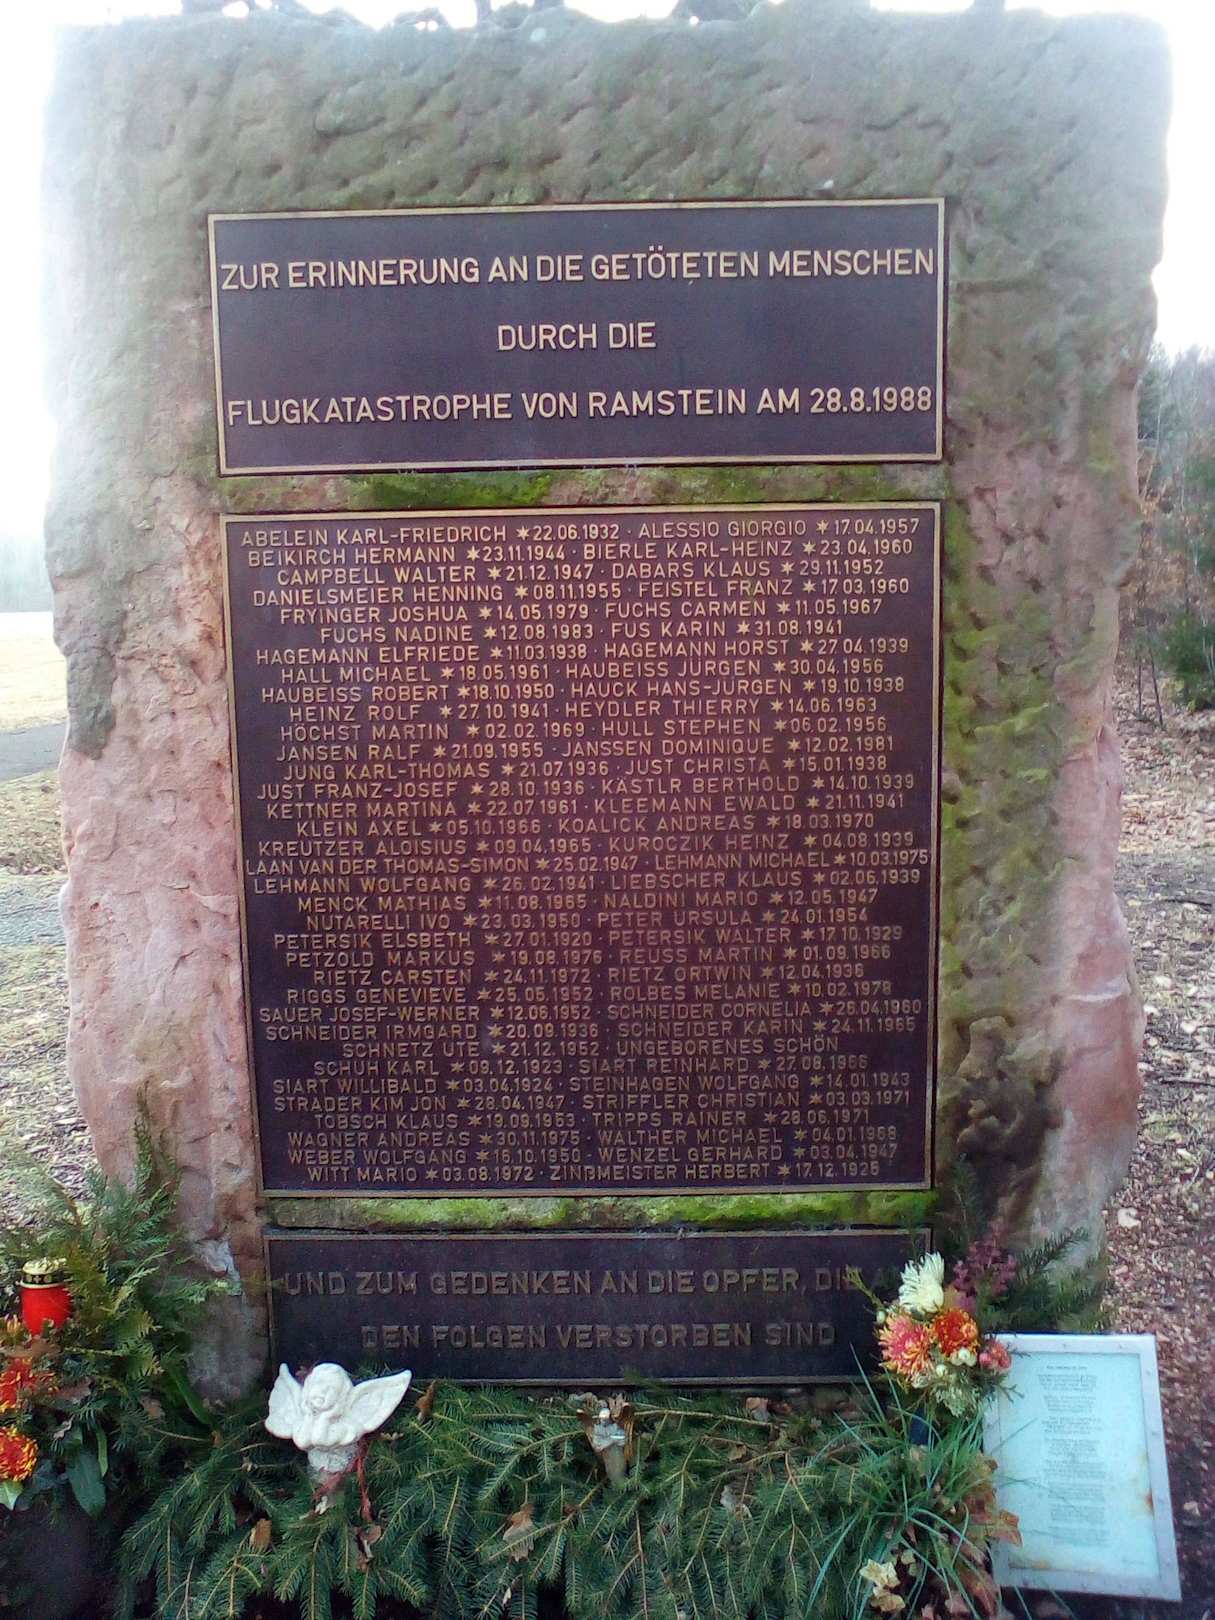 ZUR ERINNERUNG AN DIE GETÖTETEN MENSCHEN
DURCH DIE
FLUGKATASTROPHE VON RAMSTEIN AM 28.8.1988
ABELEIN KARL-FRIEDRICH *22.06.1932 · ALESSIO GIORGIO *17.04.1957
BEIKIRCH HERMANN *23.11.1944 · BIERLE KARL-HEINZ *23.04.1960
CAMPBELL WALTER *21.12.1947 · DABARS KLAUS *29.11.1952
DANIELSMEIER HENNING *08.11.1955 · FEISTEL FRANZ *17.03.1960
FRYINGER JOSHUA *14.05.1979 · FUCHS CARMEN *11.05.1967
FUCHS NADINE *12.08.1983 · FUS KARIN *31.08.1941
HAGEMANN ELFRIEDE *11.03.1938 · HAGEMANN HORST *27.04.1939
HALL MICHAEL *18.05.1961 · HAUBEISS JÜRGEN *30.04.1956
HAUBEISS ROBERT *18.10.1950 · HAUCK HANS-JÜRGEN *19.10.1938
HEINZ ROLF *27.10.1941 · HEYDLER THIERRY *14.06.1963
HÖCHST MARTIN *02.02.1969 · HULL STEPHEN *06.02.1956
JANSEN RALF *21.09.1955 · JANSSEN DOMINIQUE *12.02.1981
JUNG KARL-THOMAS *21.07.1936 · JUST CHRISTA *15.01.1938
JUST FRANZ-JOSEF *28.10.1936 · KÄSTLR BERTHOLD *14.10.1939
KETTNER MARTINA *22.07.1961 · KLEEMANN EWALD *21.11.1941
KLEIN AXEL *05.10.1966 · KOALICK ANDREAS *18.03.1970
KREUTZER ALOISIUS *09.04.1965 · KUROCZIK HEINZ *04.08.1939
LAAN VAN DER THOMAS-SIMON *25.02.1947 · LEHMANN MICHAEL *10.03.1975
LEHMANN WOLFGANG *26.02.1941 · LIEBSCHER KLAUS *02.06.1939
MENCK MATHIAS *11.08.1965 · NALDINI MARIO *12.05.1947
NUTARELLI IVO *23.03.1950 · PETER URSULA *24.01.1954
PETERSIK ELSBETH *27.01.1920 · PETERSIK WALTER *17.10.1929
PETZOLD MARKUS *19.08.1976 · REUSS MARTIN *01.09.1966
RIETZ CARSTEN *24.11.1972 · RIETZ ORTWIN *12.04.1936
RIGGS GENEVIEVE *25.05.1952 · ROLBES MELANIE *10.02.1978
SAUER JOSEF-WERNER *12.06.1952 · SCHNEIDER CORNELIA *26.04.1960
SCHNEIDER IRMGARD *20.09.1936 · SCHNEIDER KARIN *24.11.1955
SCHNETZ UTE *21.12.1952 · UNGEBORENES SCHÖN
SCHUH KARL *09.12.1923 · SIART REINHARD *27.08.1966
SIART WILLIBALD *03.04.1924 · STEINHAGEN WOLFGANG *14.01.1943
STRADER KIM JON *28.04.1947 · STRIFFLER CHRISTIAN *03.03.1971
TOBSCH KLAUS *19.09.1953 · TRIPPS RAINER *28.06.1971
WAGNER ANDREAS *30.11.1975 · WALTHER MICHAEL *04.01.1958
WEBER WOLFGANG *16.10.1950 · WENZEL GERHARD *03.04.1947
WITT MARIO *03.08.1972 · ZINßMEISTER HERBERT *17.12.1925
UND ZUM GEDENKEN AN DIE OPFER, DIE
DEN FOLGEN VERSTORBEN SIND